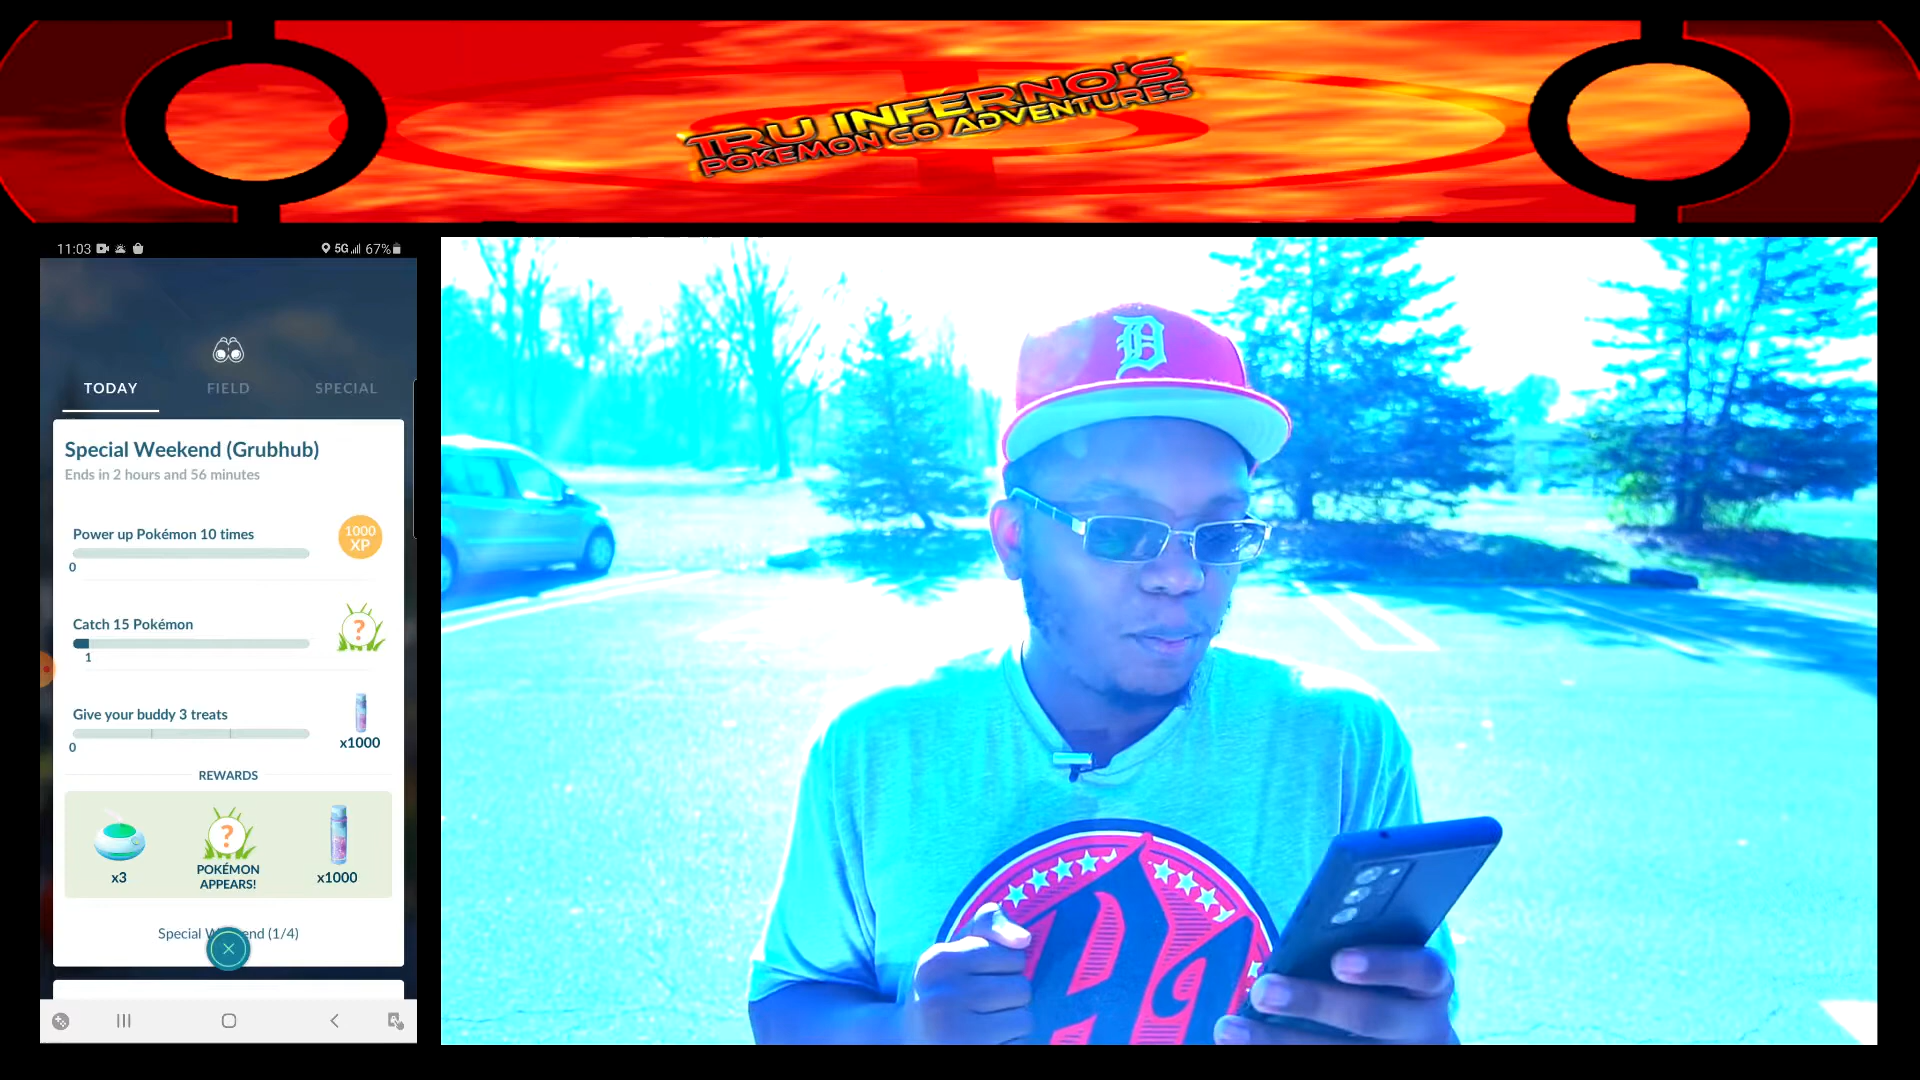 TRU INFERNO'S
POKEMON GO ADVENTURES
11:03
5G 67%
TODAY
FIELD
SPECIAL
Special Weekend (Grubhub)
Ends in 2 hours and 56 minutes
Power up Pokémon 10 times
1000
XP
0
Catch 15 Pokémon
?
1
Give your buddy 3 treats
x1000
0
REWARDS
?
x3
POKÉMON
APPEARS!
x1000
(1/4)
D